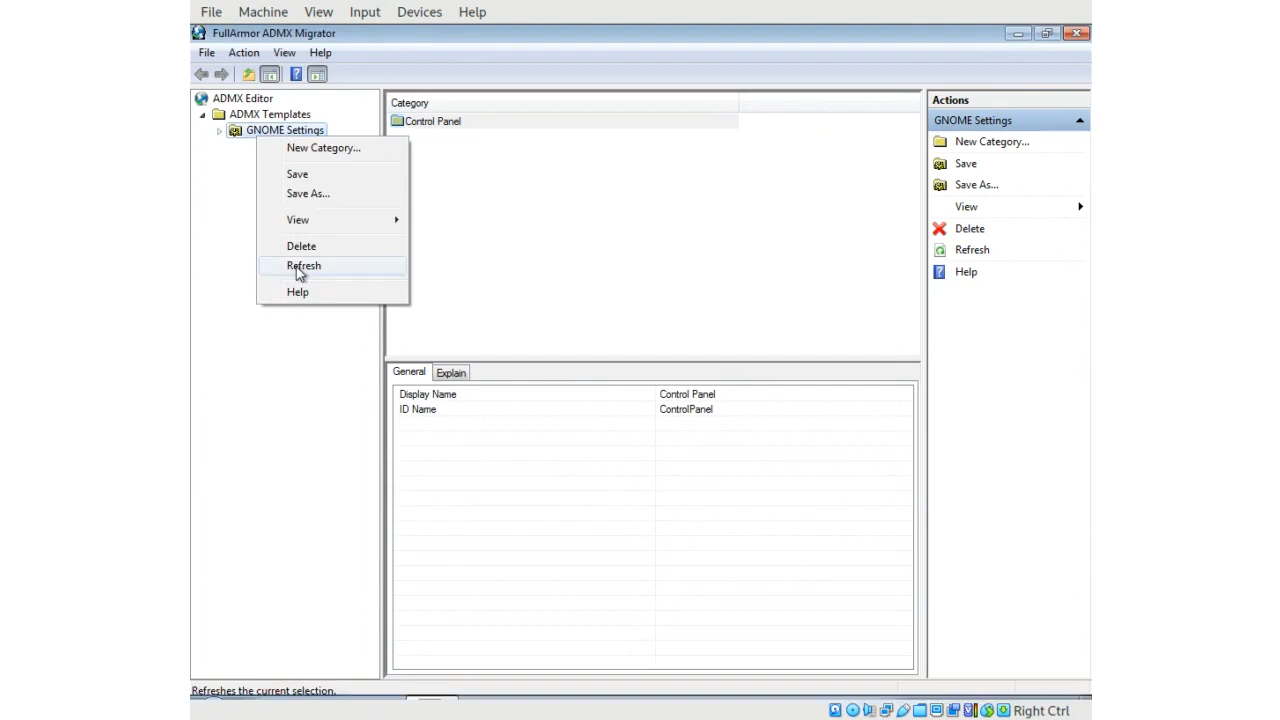 File Machine View Input Devices Help
FullArmor ADMX Migrator
File Action View Help
ADMX Editor
ADMX Templates
GNOME Settings
New Category...
Save
Save As...
View
Delete
Refresh
Help
Category
Control Panel
General Explain
Display Name Control Panel
ID Name ControlPanel
Actions
GNOME Settings
New Category...
Save
Save As...
View
Delete
Refresh
Help
Refreshes the current selection.
Right Ctrl